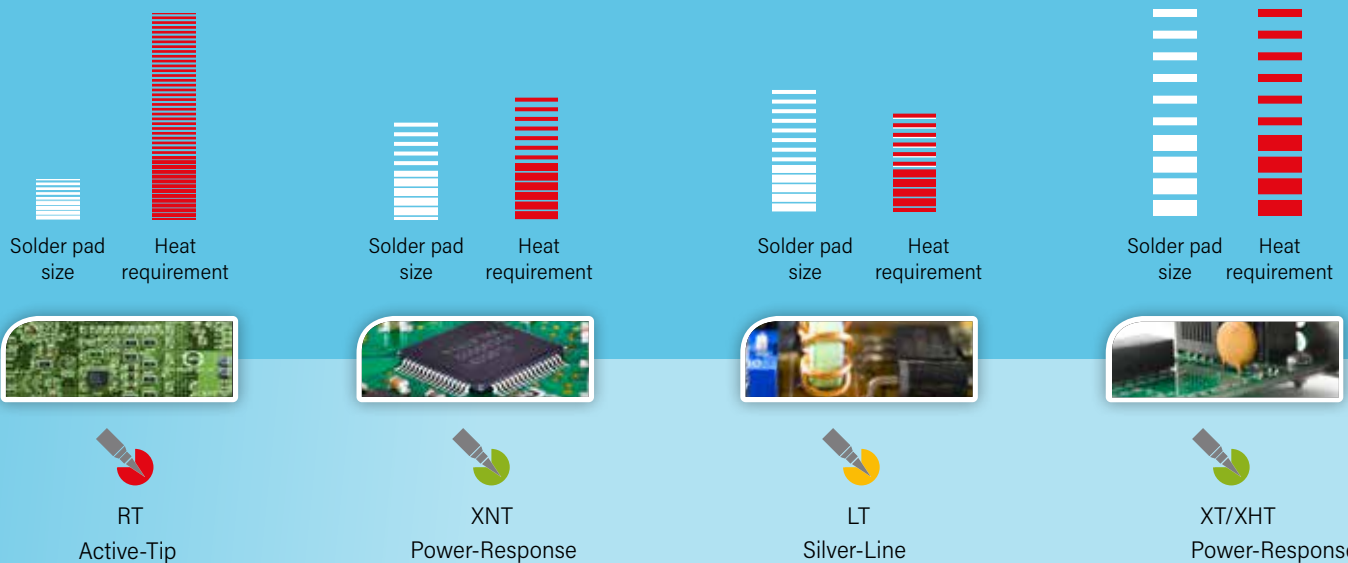 Solder pad
size
Heat
requirement
Solder pad
size
Heat
requirement
Solder pad
size
Heat
requirement
Solder pad
size
Heat
requirement
RT
Active-Tip
XNT
Power-Response
LT
Silver-Line
XT/XHT
Power-Response